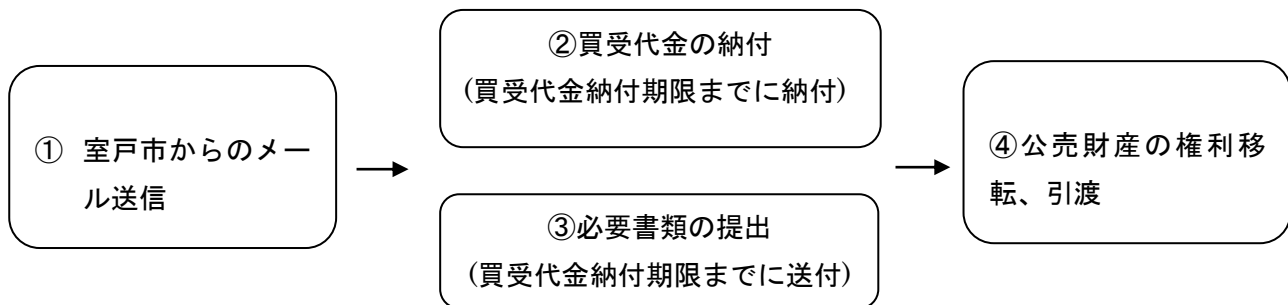 ① 室戸市からのメー
ル送信
②買受代金の納付
(買受代金納付期限までに納付)
③必要書類の提出
(買受代金納付期限までに送付)
④公売財産の権利移
転、引渡